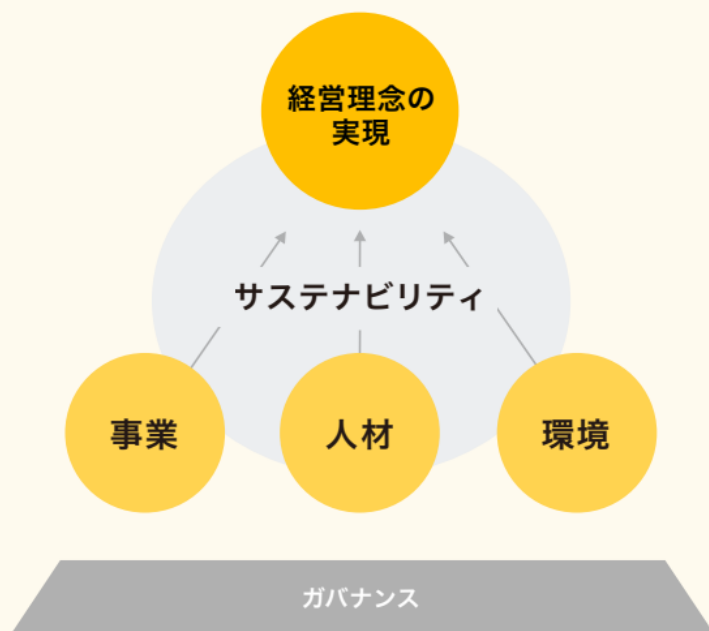 経営理念の
実現
サステナビリティ
事業
人材
環境
ガバナンス